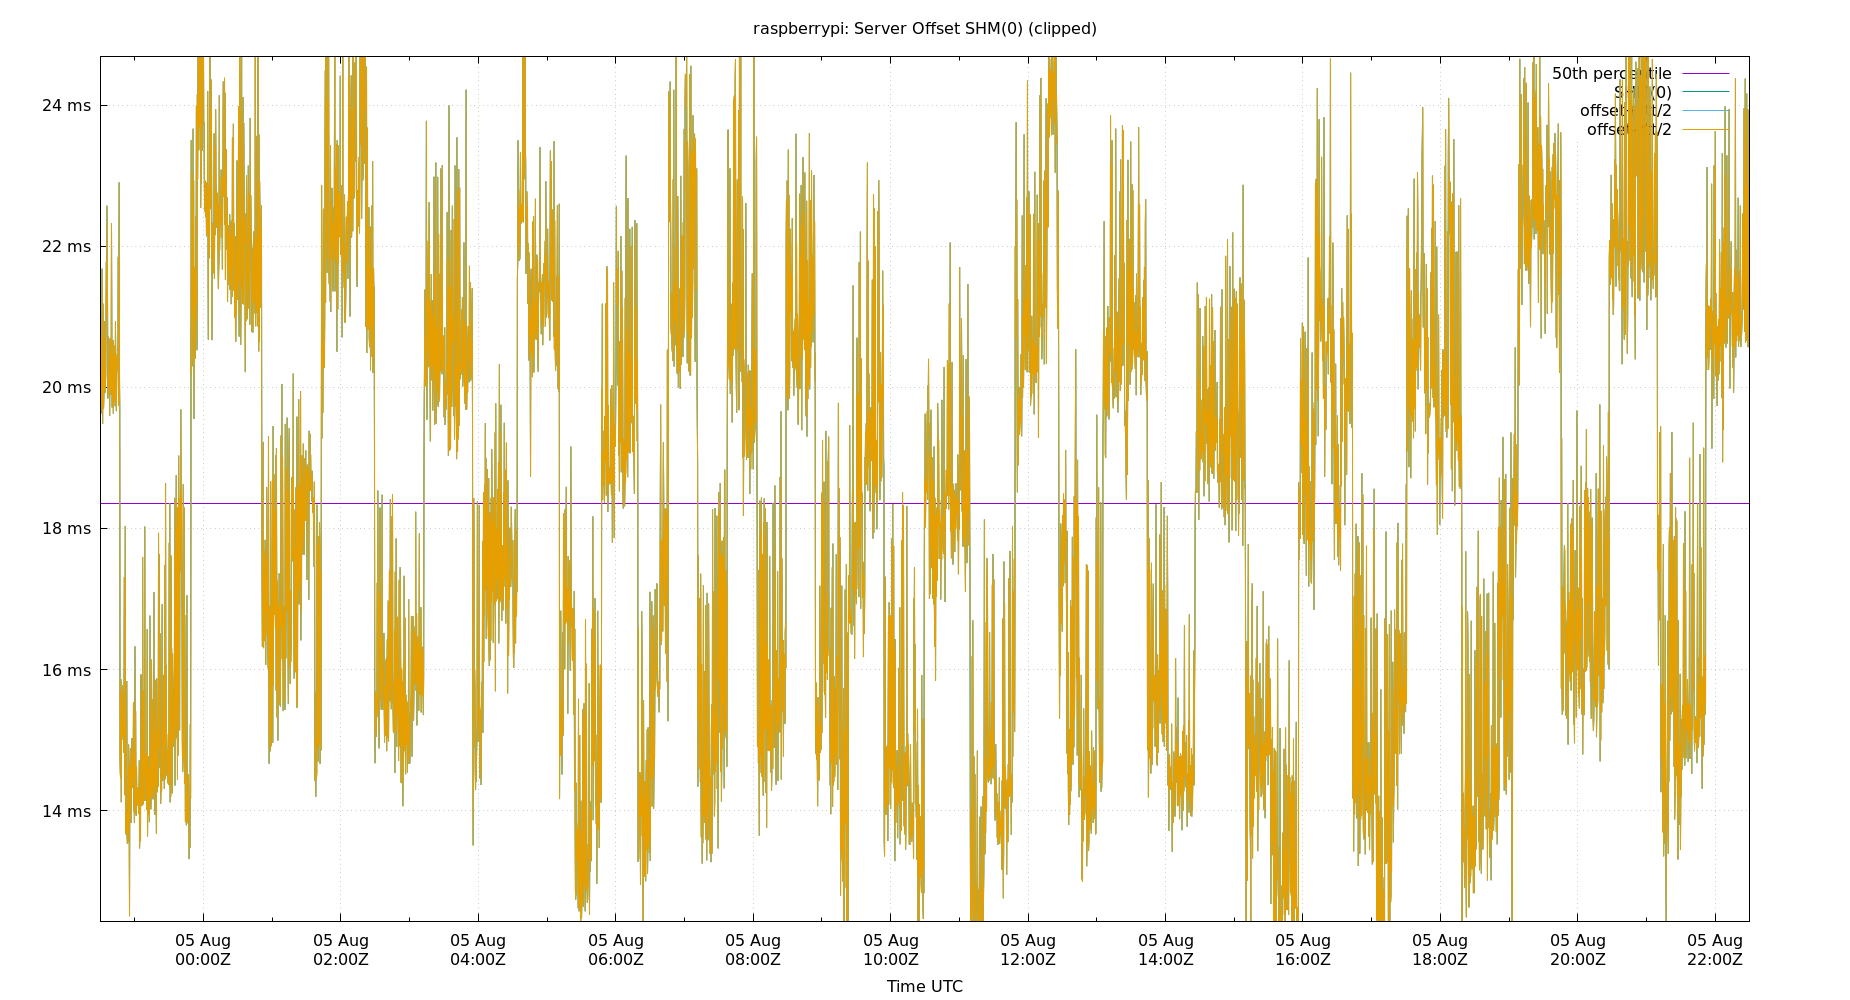 raspberrypi: Server Offset SHM(0) (clipped)
50th percentile
SHM(0)
24 ms
22 ms
20 ms
18 ms
16 ms
14 ms
05 Aug
00:00Z
05 Aug
02:00Z
05 Aug
04:00Z
05 Aug
06:00Z
05 Aug
08:00Z
05 Aug
10:00Z
05 Aug
12:00Z
05 Aug
14:00Z
05 Aug
16:00Z
05 Aug
18:00Z
05 Aug
20:00Z
05 Aug
22:00Z
Time UTC